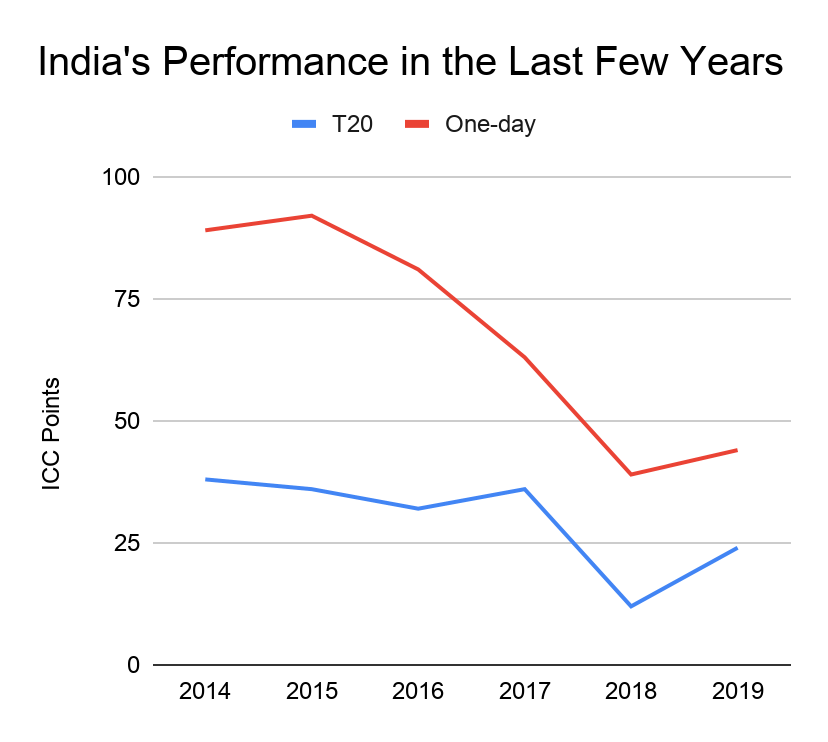 India's Performance in the Last Few Years
T20 One-day
100
75
50
25
0
ICC Points
2014 2015 2016 2017 2018 2019